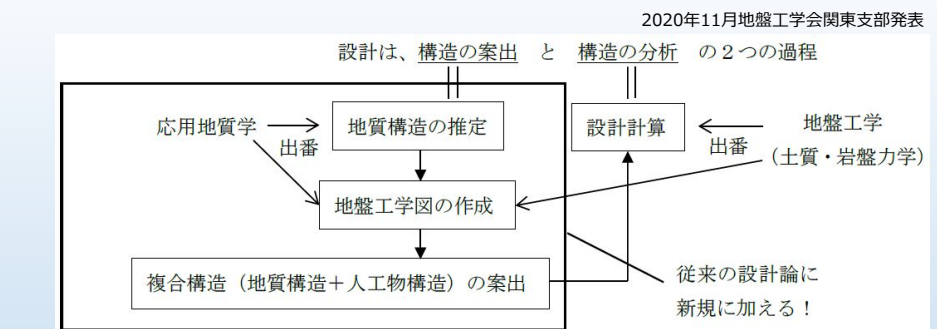 2020年11月地盤工学会関東支部発表
設計は、構造の案出 と 構造の分析 の２つの過程
応用地質学
出番
地質構造の推定
設計計算
出番
地盤工学
（土質・岩盤力学）
地盤工学図の作成
複合構造（地質構造＋人工物構造）の案出
従来の設計論に
新規に加える！